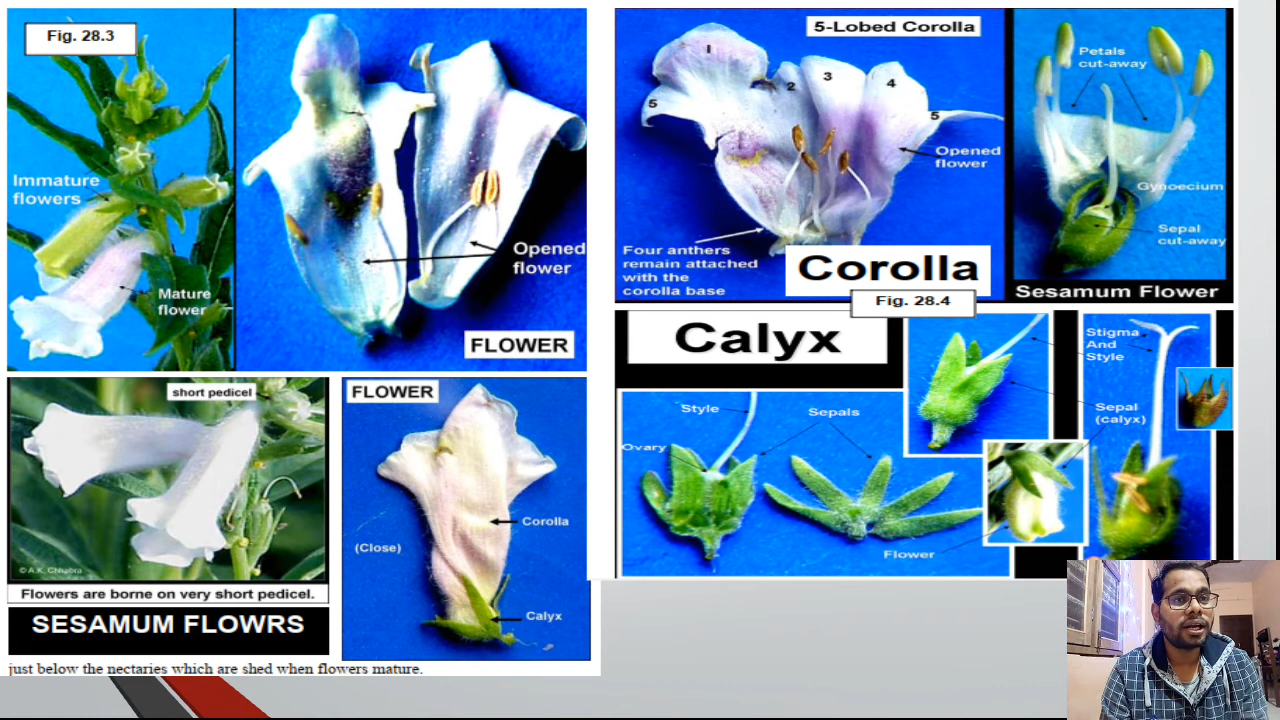 Fig. 28.3
Immature
flowers
Mature
flower
Opened
flower
FLOWER
short pedicel
© A.K. Chhabra
Flowers are borne on very short pedicel.
SESAMUM FLOWRS
FLOWER
Corolla
(Close)
Calyx
just below the nectaries which are shed when flowers mature.
5-Lobed Corolla
1
2
3
4
5
5
Opened
flower
Four anthers
remain attached
with the
corolla base
Corolla
Fig. 28.4
Petals
cut-away
Gynoecium
Sepal
cut-away
Sesamum Flower
Calyx
Style
Sepals
Ovary
Flower
Stigma
And
Style
Sepal
(calyx)